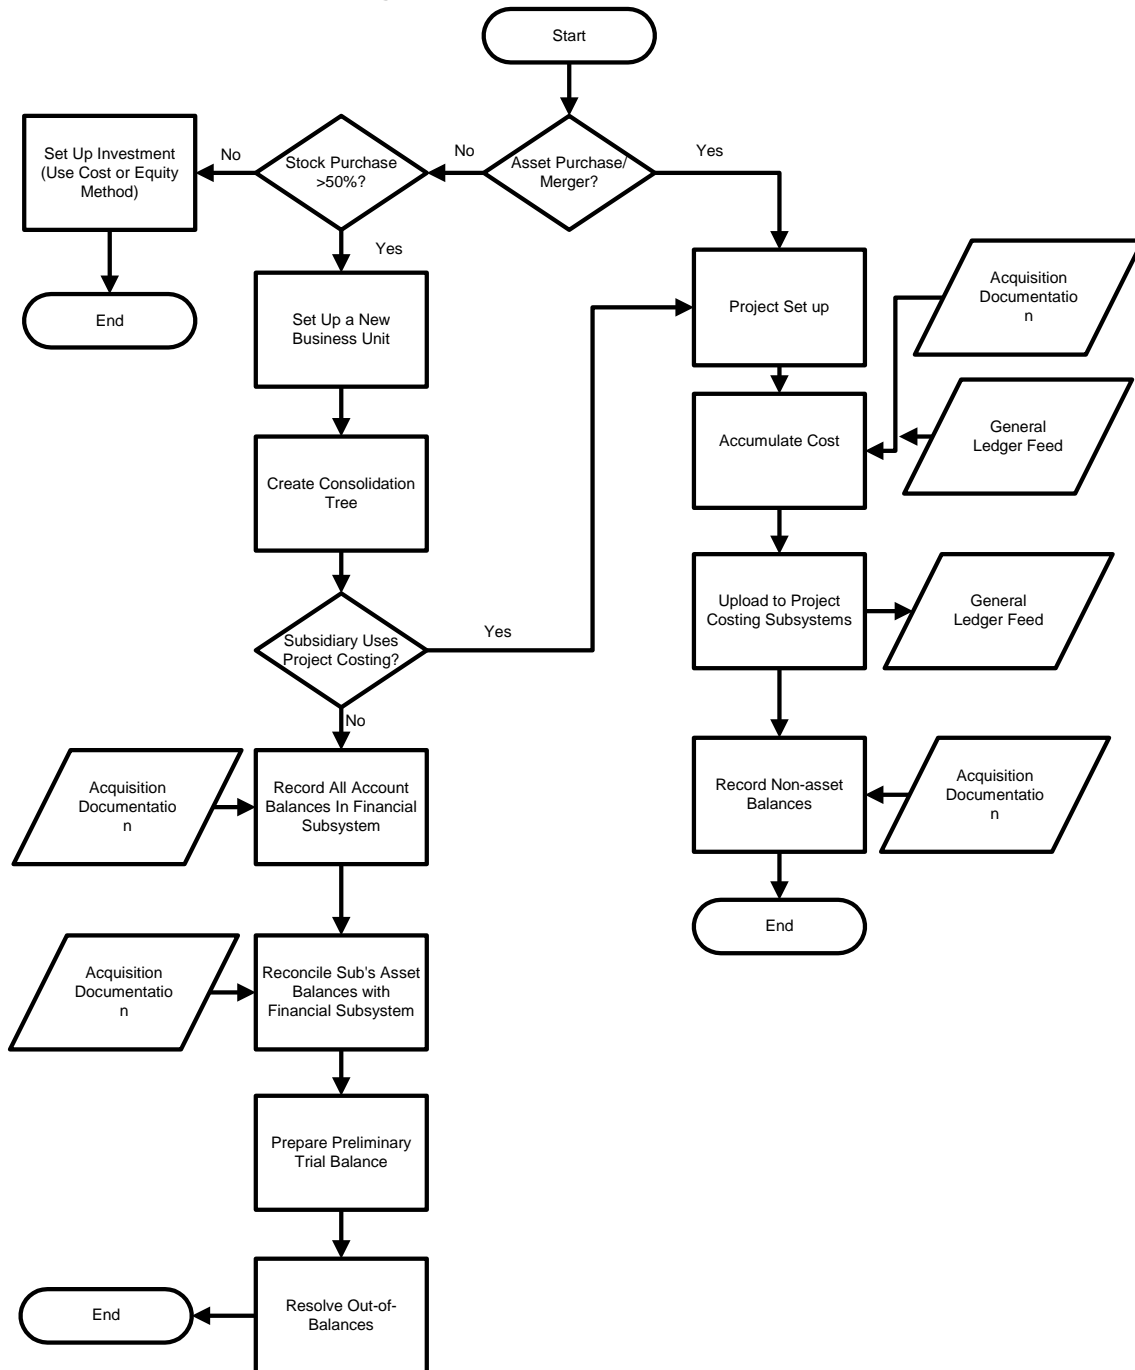 Start
Set Up Investment
(Use Cost or Equity
Method)
No
Stock Purchase
>50%?
No
Asset Purchase/
Merger?
Yes
Yes
End
Set Up a New
Business Unit
Project Set up
Acquisition
Documentatio
n
Accumulate Cost
General
Ledger Feed
Create Consolidation
Tree
Upload to Project
Costing Subsystems
General
Ledger Feed
Subsidiary Uses
Project Costing?
Yes
No
Acquisition
Documentatio
n
Record All Account
Balances In Financial
Subsystem
Record Non-asset
Balances
Acquisition
Documentatio
n
End
Acquisition
Documentatio
n
Reconcile Sub's Asset
Balances with
Financial Subsystem
Prepare Preliminary
Trial Balance
End
Resolve Out-of-
Balances